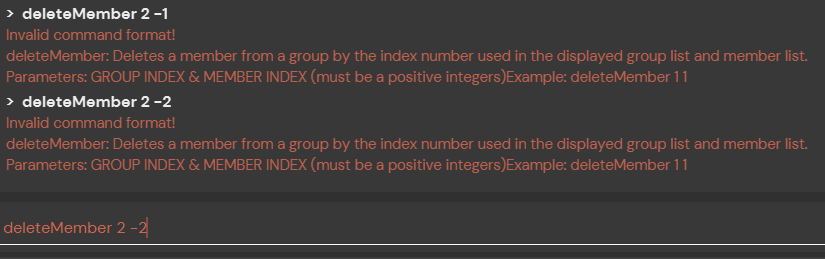 > deleteMember 2 -1
Invalid command format!
deleteMember: Deletes a member from a group by the index number used in the displayed group list and member list.
Parameters: GROUP INDEX & MEMBER INDEX (must be a positive integers)Example: deleteMember 1 1
> deleteMember 2 -2
Invalid command format!
deleteMember: Deletes a member from a group by the index number used in the displayed group list and member list.
Parameters: GROUP INDEX & MEMBER INDEX (must be a positive integers)Example: deleteMember 1 1
deleteMember 2 -2